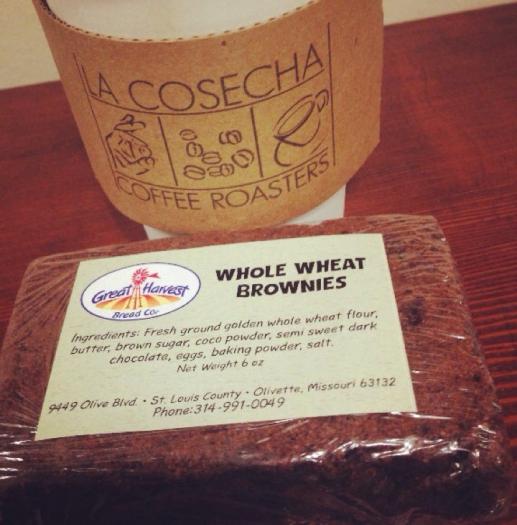 LA COSECHA
COFFEE ROASTERS
Great Harvest
Bread Co.
WHOLE WHEAT
BROWNIES
Ingredients: Fresh ground golden whole wheat flour,
butter, brown sugar, coco powder, semi sweet dark
chocolate, eggs, baking powder, salt.
Net Weight 6 oz
9449 Olive Blvd. • St. Louis County • Olivette, Missouri 63132
Phone:314-991-0049